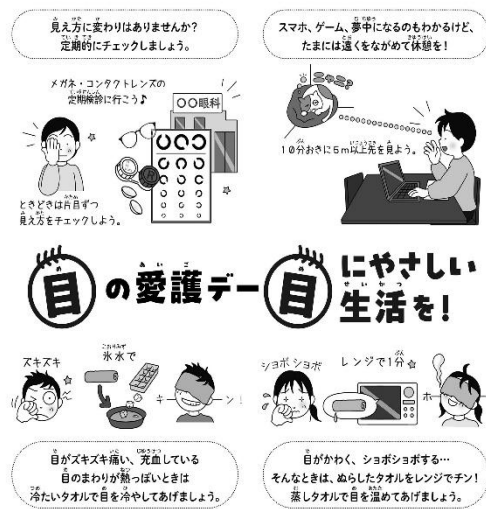 見え方に変わりはありませんか？
定期的にチェックしましょう。
スマホ、ゲーム、夢中になるのもわかるけど、
たまには遠くをながめて休憩を！
メガネ・コンタクトレンズの
定期検診に行こう♪
○○眼科
ときどきは片目ずつ
見え方をチェックしよう。
10分おきに6m以上先を見よう。
目の愛護デー
目にやさしい
生活を！
ズキズキ
氷水で
キーーン！
ショボショボ
レンジで1分
ホー
目がズキズキ痛い、充血している
目のまわりが熱っぽいときは
冷たいタオルで目を冷やしてあげましょう。
目がかわく、ショボショボする…
そんなときは、ぬらしたタオルをレンジでチン！
蒸しタオルで目を温めてあげましょう。